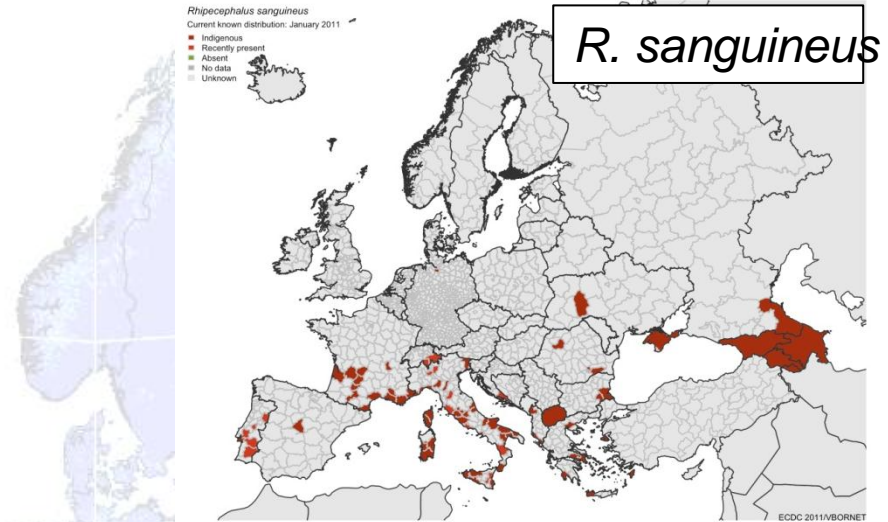 Rhipecephalus sanguineus
Current known distribution: January 2011
Indigenous
Recently present
Absent
No data
Unknown
R. sanguineus
ECDC 2011/VBORNET